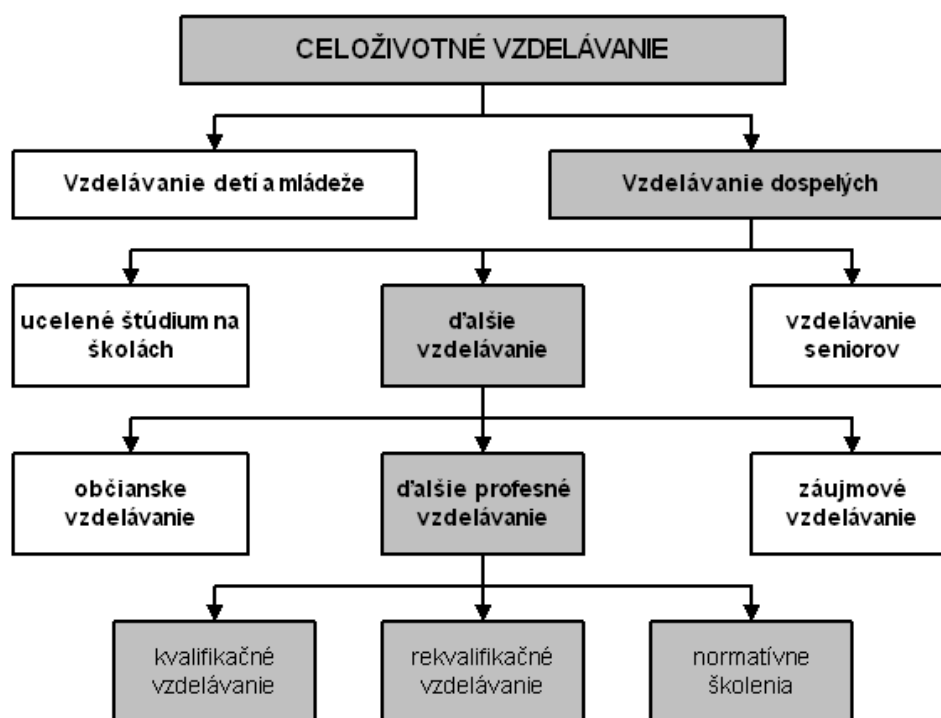 CELOŽIVOTNÉ VZDELÁVANIE
Vzdelávanie detí a mládeže
Vzdelávanie dospelých
ucelené štúdium na
školách
ďalšie
vzdelávanie
vzdelávanie
seniorov
občianske
vzdelávanie
ďalšie profesné
vzdelávanie
záujmové
vzdelávanie
kvalifikačné
vzdelávanie
rekvalifikačné
vzdelávanie
normatívne
školenia